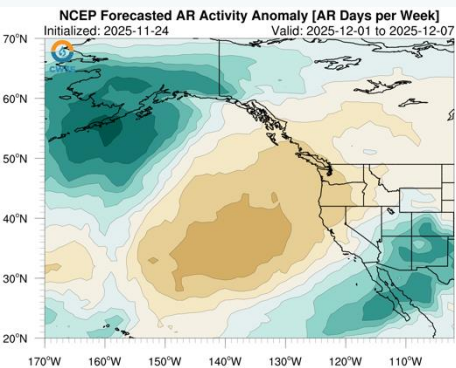 NCEP Forecasted AR Activity Anomaly [AR Days per Week]
Initialized: 2025-11-24 Valid: 2025-12-01 to 2025-12-07
70°N
60°N
50°N
40°N
30°N
20°N
170°W 160°W 150°W 140°W 130°W 120°W 110°W